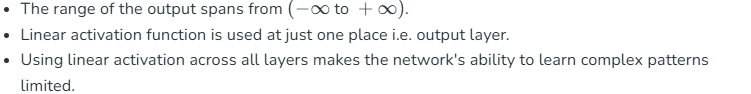 • The range of the output spans from (−∞ to +∞).
• Linear activation function is used at just one place i.e. output layer.
• Using linear activation across all layers makes the network's ability to learn complex patterns
limited.